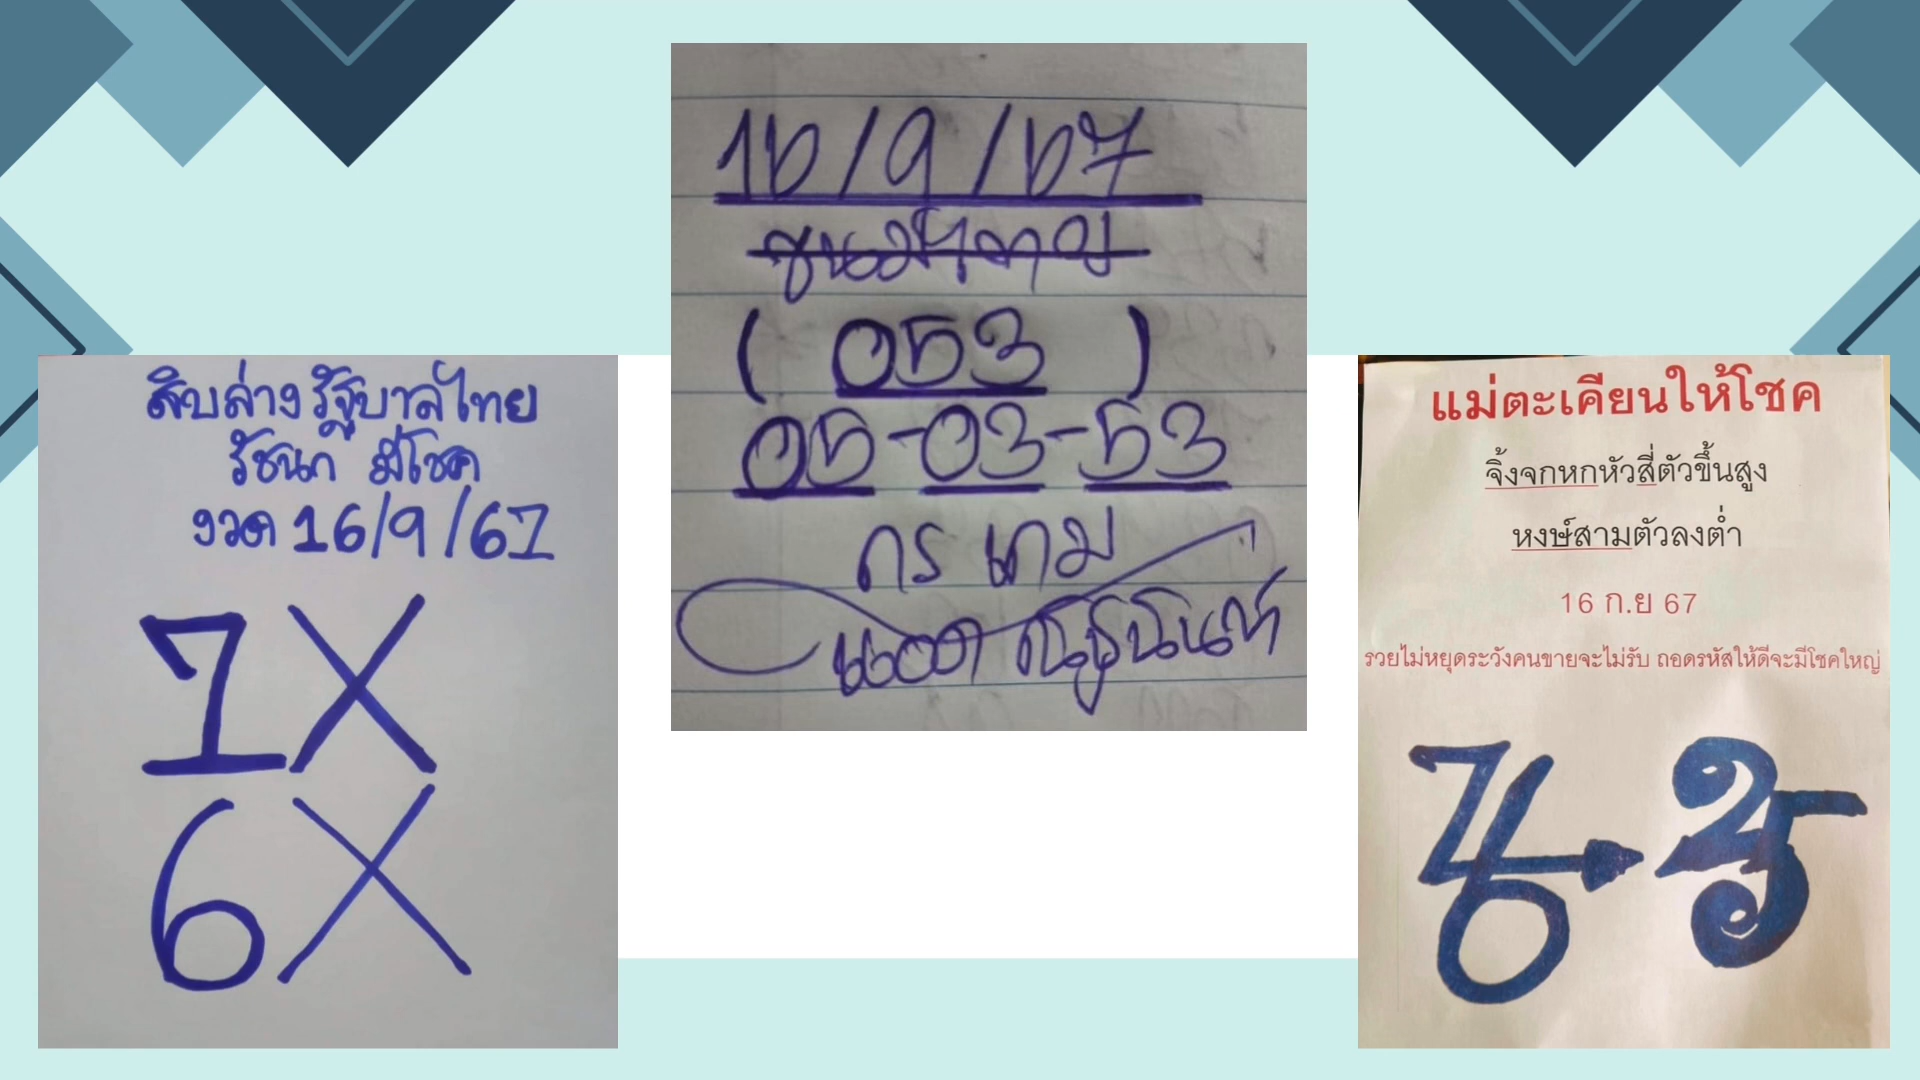 สิบล่างรัฐบาลไทย
รัชนก มีโชค
งวด 16/9/67
7X
6X
16/9/67
(053)
05-03-53
แม่ตะเคียนให้โชค
จิ้งจกหกหัวสี่ตัวขึ้นสูง
หงษ์สามตัวลงต่ำ
16 ก.ย 67
รวยไม่หยุดระวังคนขายจะไม่รับ ถอดรหัสให้ดีจะมีโชคใหญ่